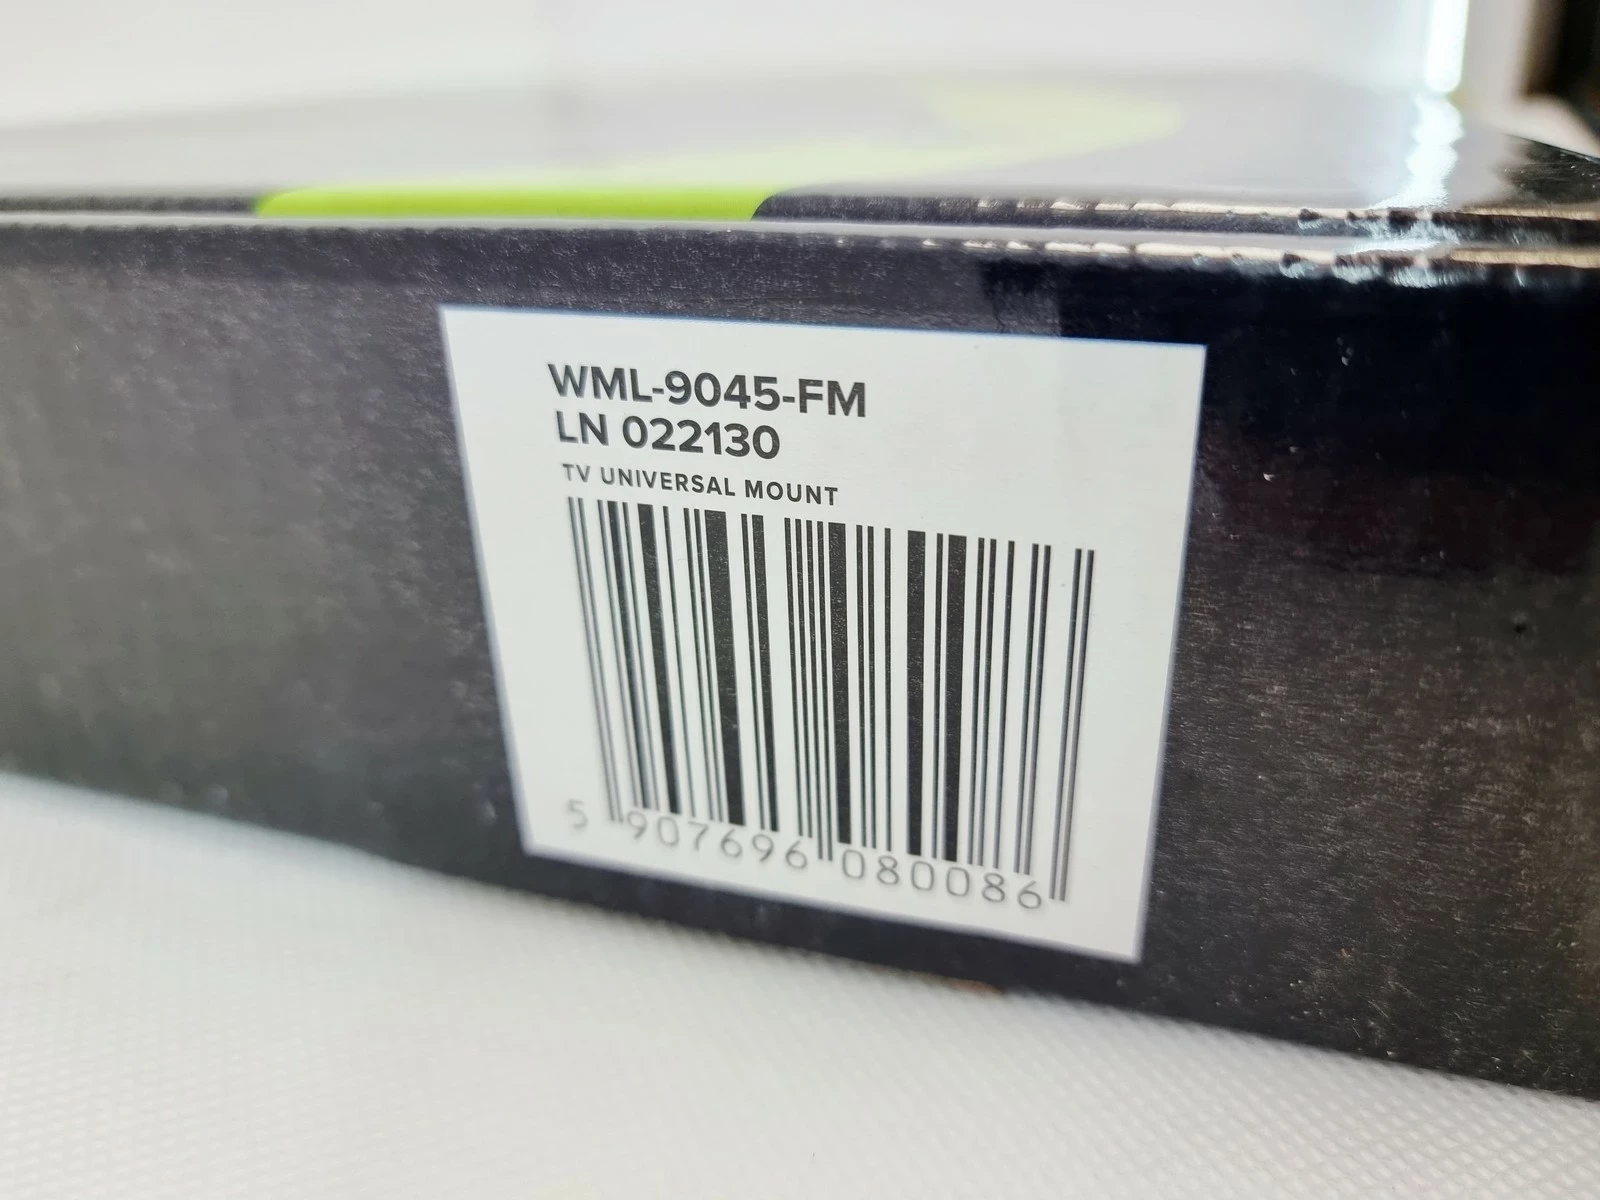 WML-9045-FM
LN 022130
TV UNIVERSAL MOUNT
5 907696 080086